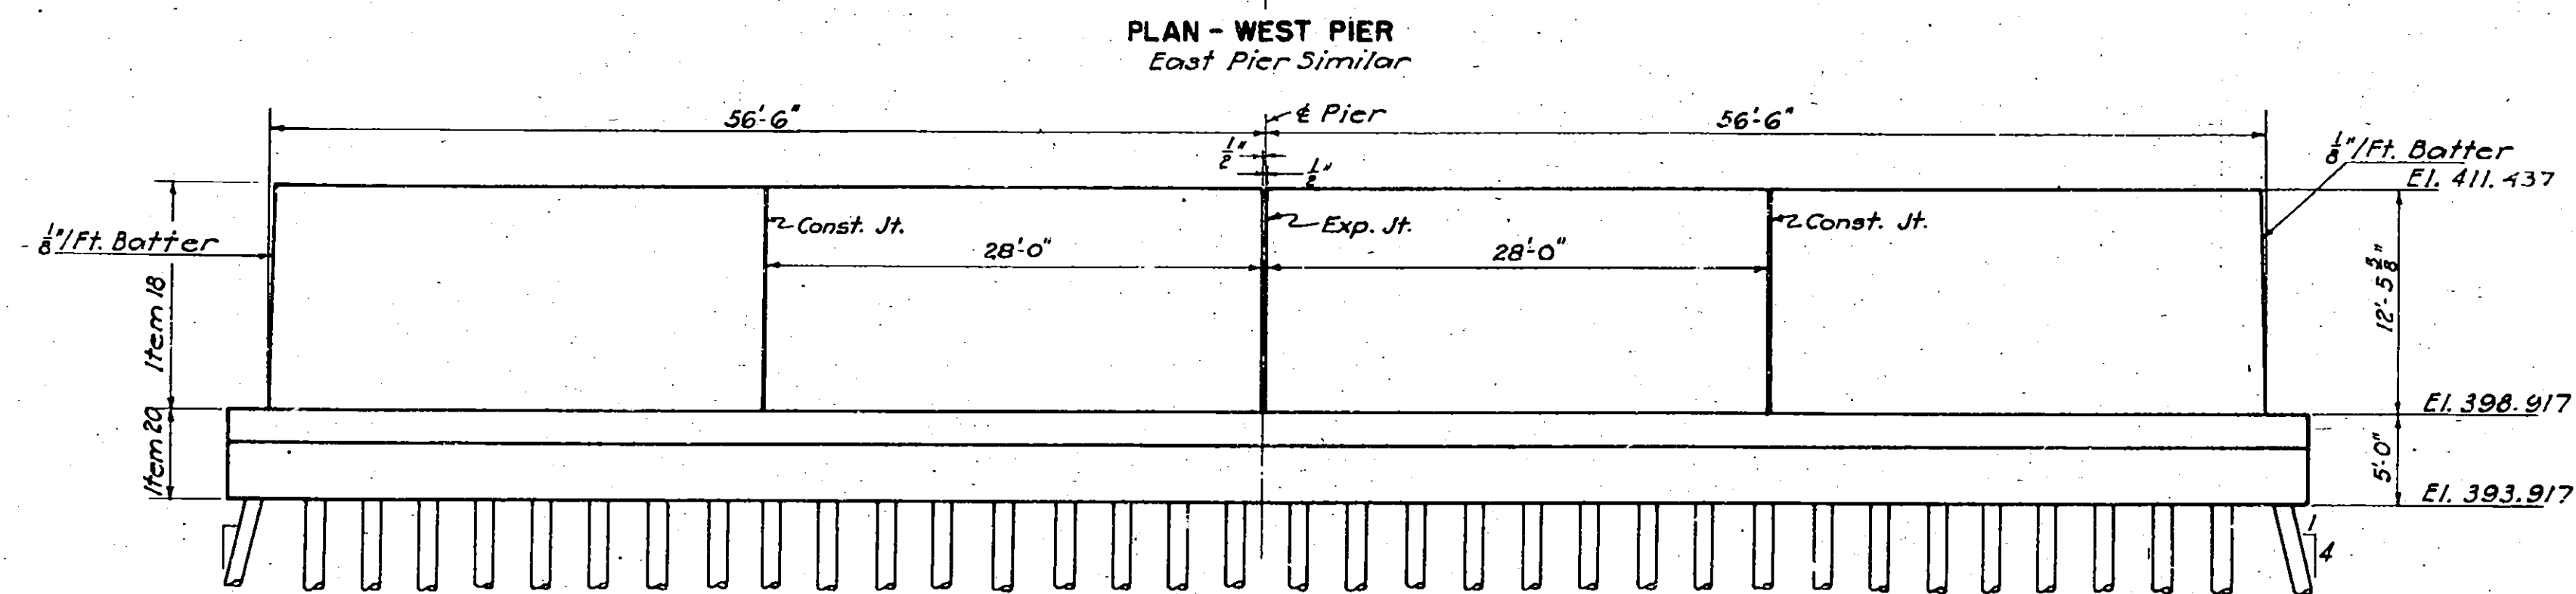 PLAN - WEST PIER
East Pier Similar
56'-6"
℄ Pier
56'-6"
1/2"
1/2"
1/8"/Ft. Batter
El. 411.437
1/8"/Ft. Batter
Const. Jt.
Exp. Jt.
Const. Jt.
28'-0"
28'-0"
Item 18
12'-5 5/8"
El. 398.917
Item 20
5'-0"
El. 393.917
1
4